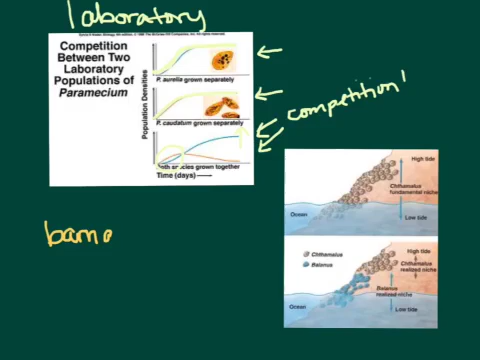 laboratory
Competition
Between Two
Laboratory
Populations of
Paramecium
Population Densities
P. aurelia grown separately
P. caudatum grown separately
Both species grown together
Time (days)
competition
High tide
Chthamalus
fundamental niche
Ocean
Low tide
Chthamalus
Balanus
High tide
Chthamalus
realized niche
Balanus
realized niche
Ocean
Low tide
barna